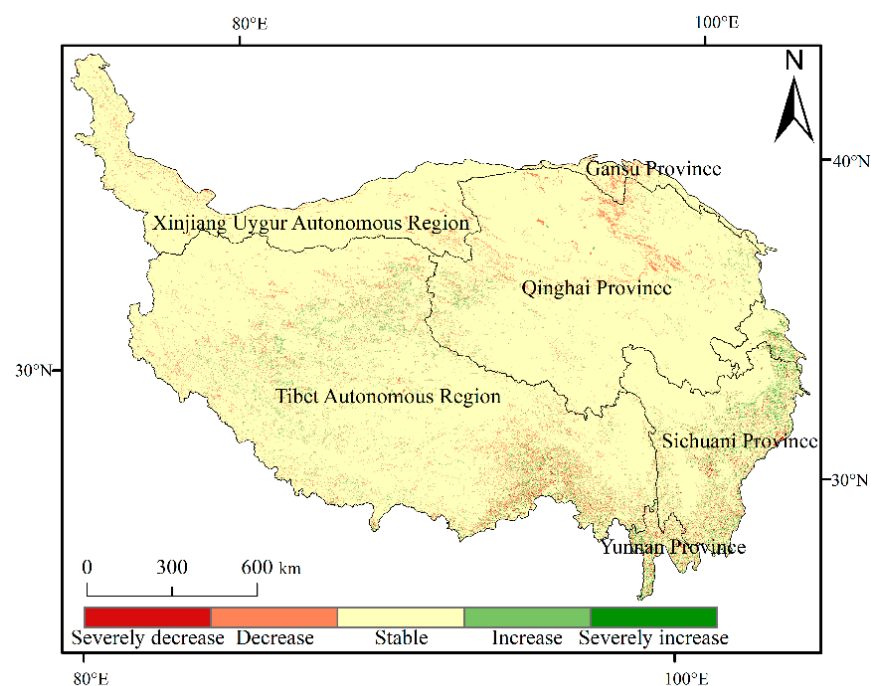 80°E 100°E
N
40°N
Gansu Province
Xinjiang Uygur Autonomous Region
Qinghai Province
30°N
Tibet Autonomous Region
Sichuani Province
30°N
Yunnan Province
0 300 600 km
Severely decrease Decrease Stable Increase Severely increase
80°E 100°E